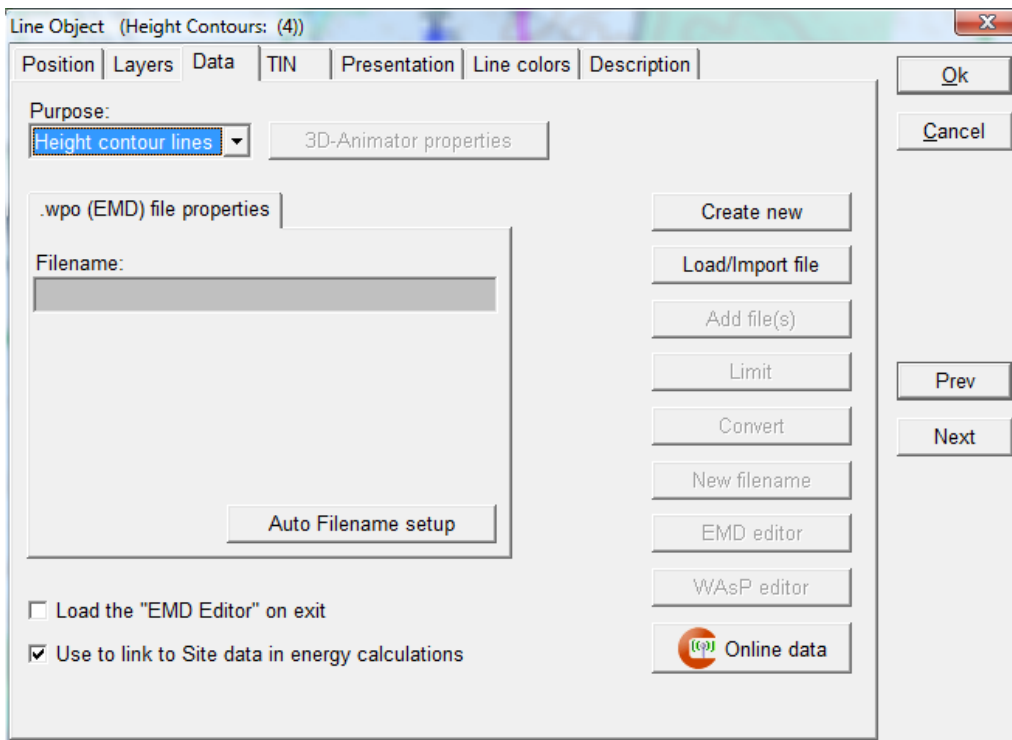 Line Object (Height Contours: (4))
Position Layers Data TIN Presentation Line colors Description
Ok
Cancel
Purpose:
Height contour lines 3D-Animator properties
.wpo (EMD) file properties
Filename:
Auto Filename setup
Create new
Load/Import file
Add file(s)
Limit
Convert
New filename
EMD editor
WAsP editor
Online data
Prev
Next
Load the "EMD Editor" on exit
Use to link to Site data in energy calculations